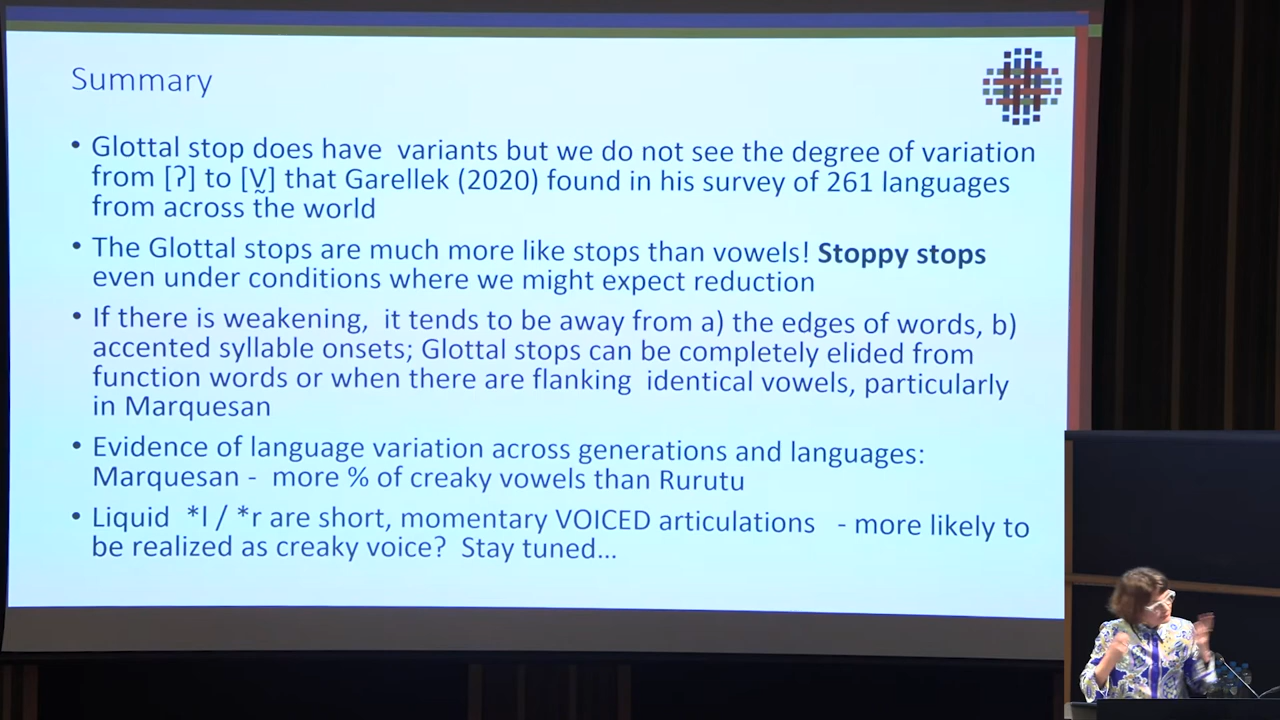 Summary
• Glottal stop does have variants but we do not see the degree of variation
from [ʔ] to [V̰] that Garellek (2020) found in his survey of 261 languages
from across the world
• The Glottal stops are much more like stops than vowels! Stoppy stops
even under conditions where we might expect reduction
• If there is weakening, it tends to be away from a) the edges of words, b)
accented syllable onsets; Glottal stops can be completely elided from
function words or when there are flanking identical vowels, particularly
in Marquesan
• Evidence of language variation across generations and languages:
Marquesan - more % of creaky vowels than Rurutu
• Liquid *l / *r are short, momentary VOICED articulations - more likely to
be realized as creaky voice? Stay tuned...